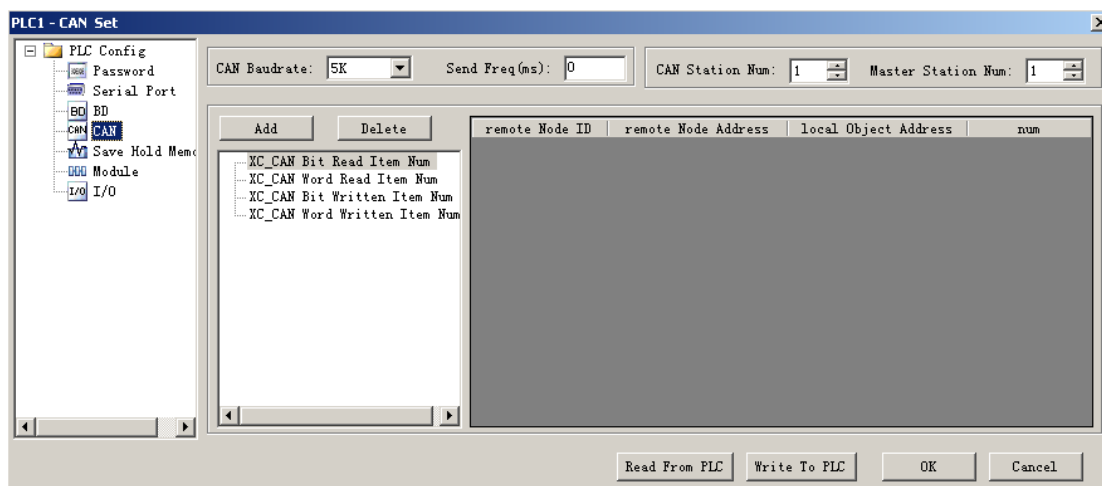 PLC1 - CAN Set
PLC Config
Password
Serial Port
BD BD
CAN CAN
Save Hold Memo
Module
I/O I/O
CAN Baudrate: 5K Send Freq(ms): 0 CAN Station Num: 1 Master Station Num: 1
Add Delete
XC_CAN Bit Read Item Num
XC_CAN Word Read Item Num
XC_CAN Bit Written Item Num
XC_CAN Word Written Item Num
remote Node ID remote Node Address local Object Address num
Read From PLC Write To PLC OK Cancel